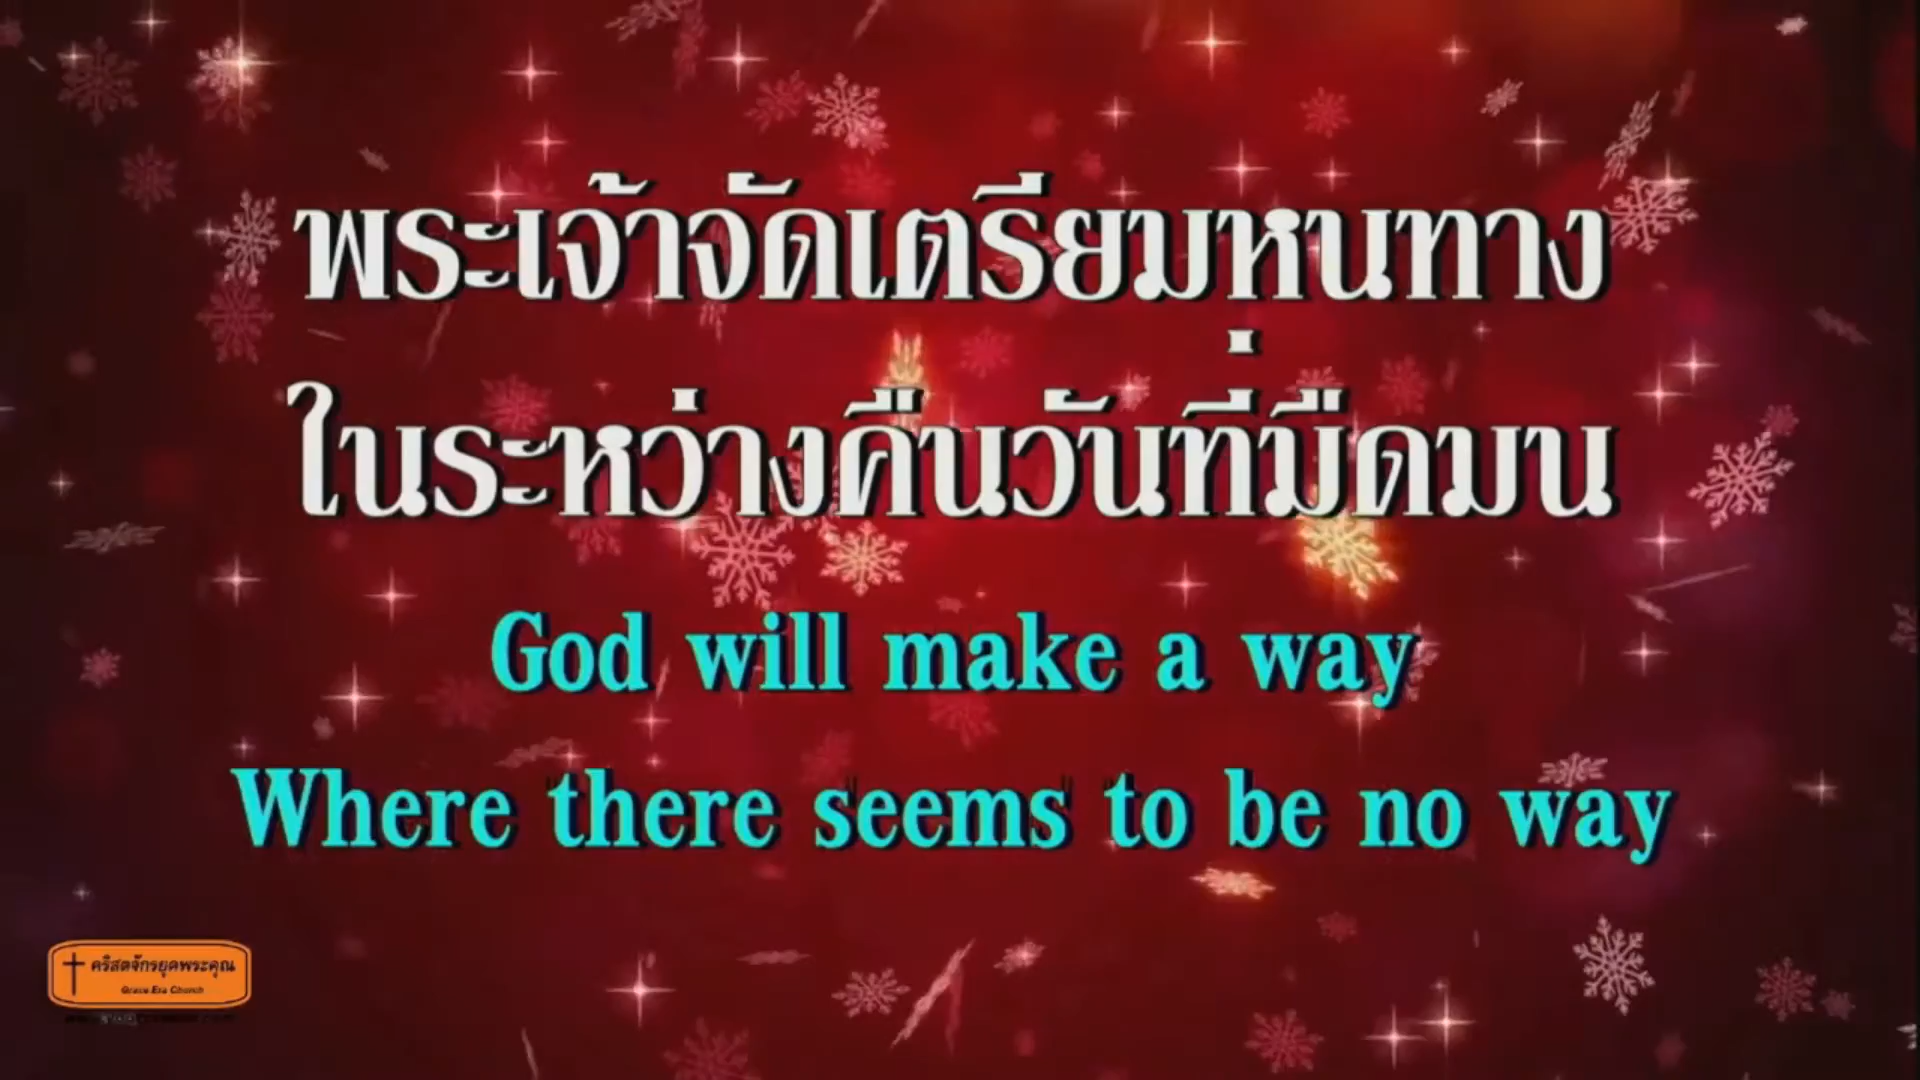 พระเจ้าจัดเตรียมหนทาง
ในระหว่างคืนวันที่มืดมน
God will make a way
Where there seems to be no way
คริสตจักรยุคพระคุณ
Grace Era Church